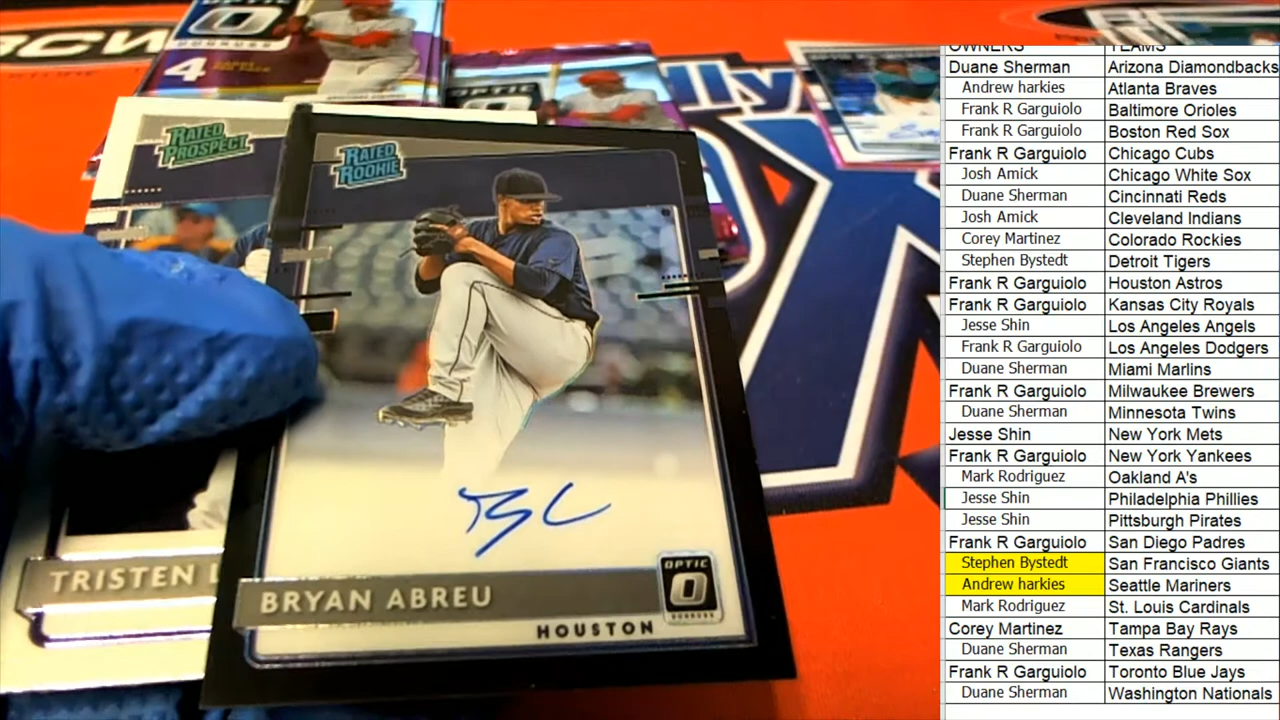 BCW
OPTIC
DONRUSS
4
OPTIC
RATED
PROSPECT
RATED
ROOKIE
BRYAN ABREU
HOUSTON
OPTIC
DONRUSS
TRISTEN
OWNERS TEAMS
Duane Sherman Arizona Diamondbacks
Andrew harkies Atlanta Braves
Frank R Garguiolo Baltimore Orioles
Frank R Garguiolo Boston Red Sox
Frank R Garguiolo Chicago Cubs
Josh Amick Chicago White Sox
Duane Sherman Cincinnati Reds
Josh Amick Cleveland Indians
Corey Martinez Colorado Rockies
Stephen Bystedt Detroit Tigers
Frank R Garguiolo Houston Astros
Frank R Garguiolo Kansas City Royals
Jesse Shin Los Angeles Angels
Frank R Garguiolo Los Angeles Dodgers
Duane Sherman Miami Marlins
Frank R Garguiolo Milwaukee Brewers
Duane Sherman Minnesota Twins
Jesse Shin New York Mets
Frank R Garguiolo New York Yankees
Mark Rodriguez Oakland A's
Jesse Shin Philadelphia Phillies
Jesse Shin Pittsburgh Pirates
Frank R Garguiolo San Diego Padres
Stephen Bystedt San Francisco Giants
Andrew harkies Seattle Mariners
Mark Rodriguez St. Louis Cardinals
Corey Martinez Tampa Bay Rays
Duane Sherman Texas Rangers
Frank R Garguiolo Toronto Blue Jays
Duane Sherman Washington Nationals